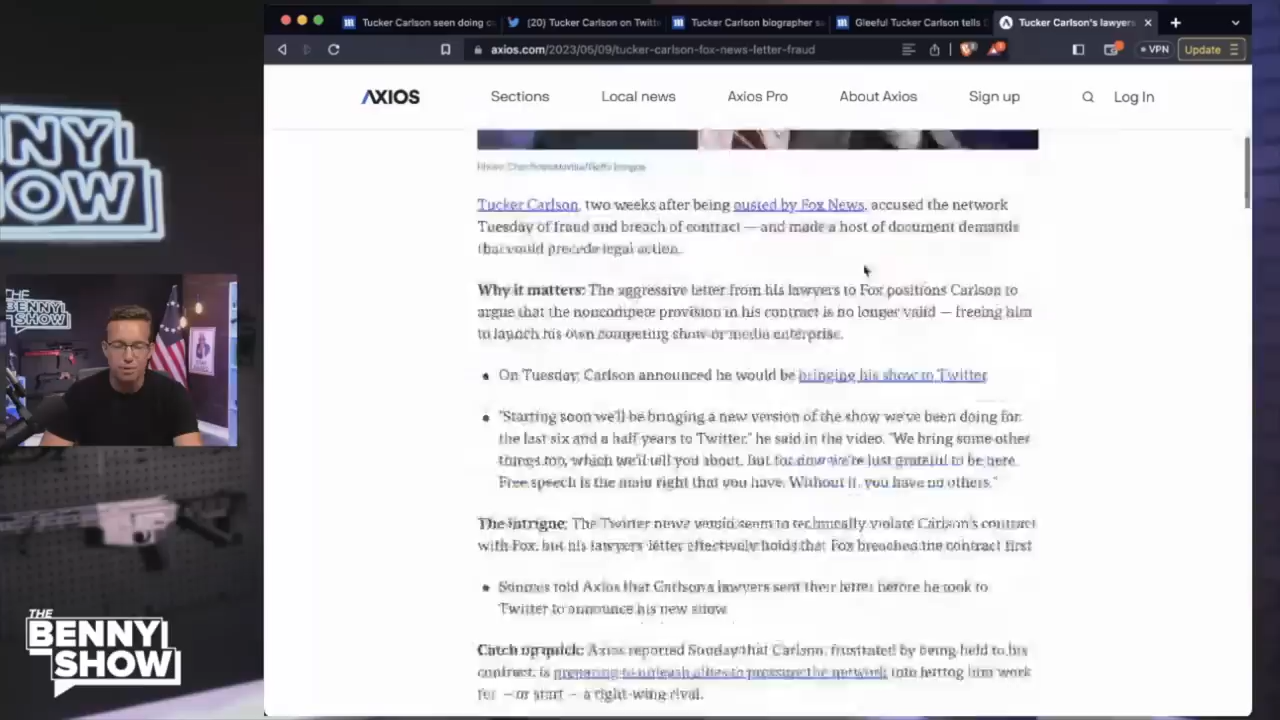 Tucker Carlson seen doing co
(20) Tucker Carlson on Twitt
Tucker Carlson biographer s
Gleeful Tucker Carlson tells
Tucker Carlson's lawyers
axios.com/2023/05/09/tucker-carlson-fox-news-letter-fraud
VPN
Update
AXIOS
Sections
Local news
Axios Pro
About Axios
Sign up
Log In
NNY
OW
THE
BENNY
SHOW
Tucker Carlson, two weeks after being ousted by Fox News, accused the network
Tuesday of fraud and breach of contract — and made a host of document demands
that would precede legal action.
Why it matters: The aggressive letter from his lawyers to Fox positions Carlson to
argue that the noncompete provision in his contract is no longer valid — freeing him
to launch his own competing show or media enterprise.
On Tuesday, Carlson announced he would be bringing his show to Twitter
"Starting soon we'll be bringing a new version of the show we've been doing for
the last six and a half years to Twitter," he said in the video. "We bring some other
things too, which we'll tell you about. But for now we're just grateful to be here.
Free speech is the main right that you have. Without it, you have no others."
The intrigue: The Twitter news would seem to technically violate Carlson's contract
with Fox, but his lawyers' letter effectively holds that Fox breached the contract first
Sources told Axios that Carlson's lawyers sent their letter before he took to
Twitter to announce his new show
Catch up quick: Axios reported Sunday that Carlson, frustrated by being held to his
contract, is preparing to unleash allies to pressure the network into letting him work
for — or start — a right-wing rival.
THE
BENNY
SHOW